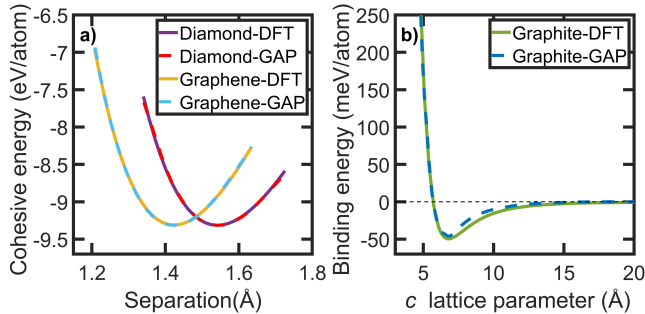 a)
Diamond-DFT
Diamond-GAP
Graphene-DFT
Graphene-GAP
Cohesive energy (eV/atom)
-6.5
-7
-7.5
-8
-8.5
-9
-9.5
1.2
1.4
1.6
1.8
Separation(Å)
b)
Graphite-DFT
Graphite-GAP
Binding energy (meV/atom)
250
200
150
100
50
0
-50
5
10
15
20
c lattice parameter (Å)